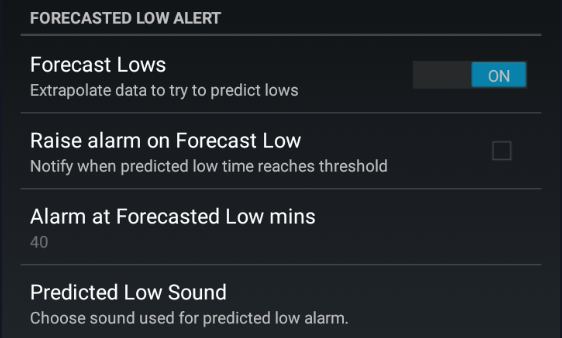 FORECASTED LOW ALERT
Forecast Lows
ON
Extrapolate data to try to predict lows
Raise alarm on Forecast Low
Notify when predicted low time reaches threshold
Alarm at Forecasted Low mins
40
Predicted Low Sound
Choose sound used for predicted low alarm.